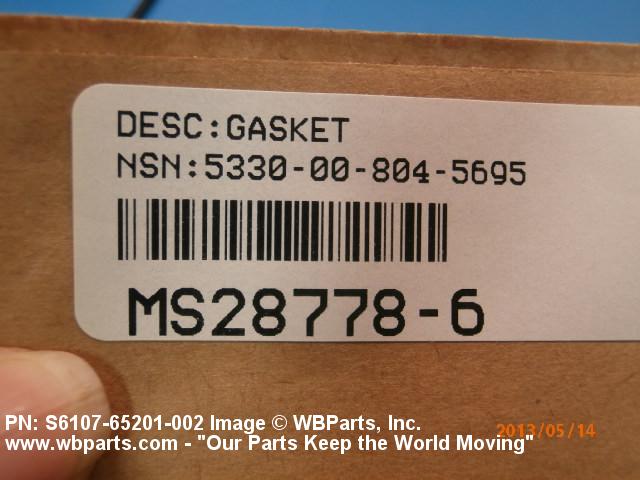 DESC:GASKET
NSN:5330-00-804-5695
MS28778-6
PN: S6107-65201-002 Image © WBParts, Inc.
2013/05/14
www.wbparts.com - "Our Parts Keep the World Moving"